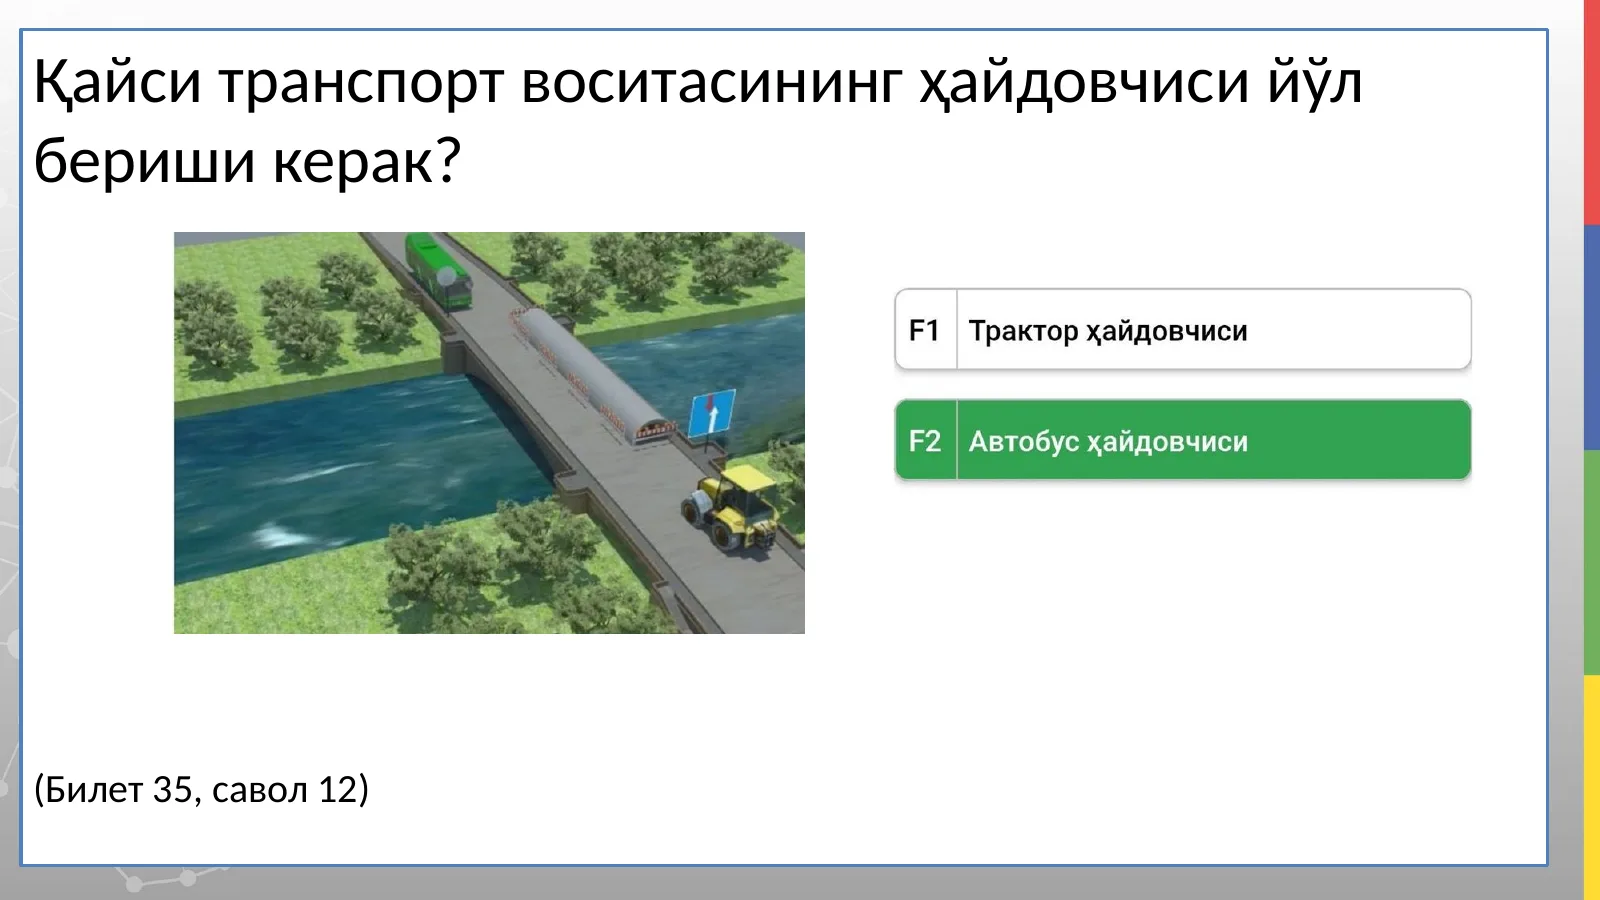 Қайси транспорт воситасининг ҳайдовчиси йўл
бериши керак?
F1 Трактор ҳайдовчиси
F2 Автобус ҳайдовчиси
(Билет 35, савол 12)